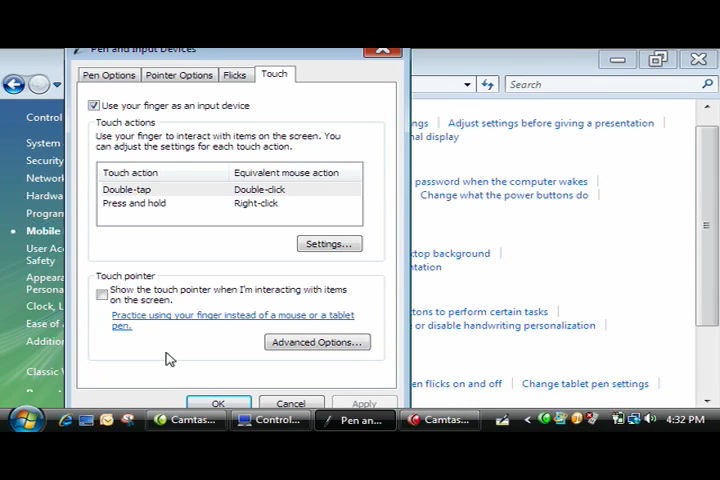 Pen and Input Devices
Search
Pen Options
Pointer Options
Flicks
Touch
Use your finger as an input device
Touch actions
Use your finger to interact with items on the screen. You
can adjust the settings for each touch action.
Touch action Equivalent mouse action
Double-tap Double-click
Press and hold Right-click
Settings...
Touch pointer
Show the touch pointer when I'm interacting with items
on the screen.
Practice using your finger instead of a mouse or a tablet
pen.
Advanced Options...
OK
Cancel
Apply
Control
System
Security
Networ
Hardwa
Program
Mobile
User Ac
Safety
Appeara
Persona
Clock, L
Ease of
Addition
Classic V
ngs
Adjust settings before giving a presentation
nal display
password when the computer wakes
Change what the power buttons do
ktop background
ntation
tons to perform certain tasks
or disable handwriting personalization
en flicks on and off
Change tablet pen settings
Camtas...
Control...
Pen an...
Camtas...
4:32 PM